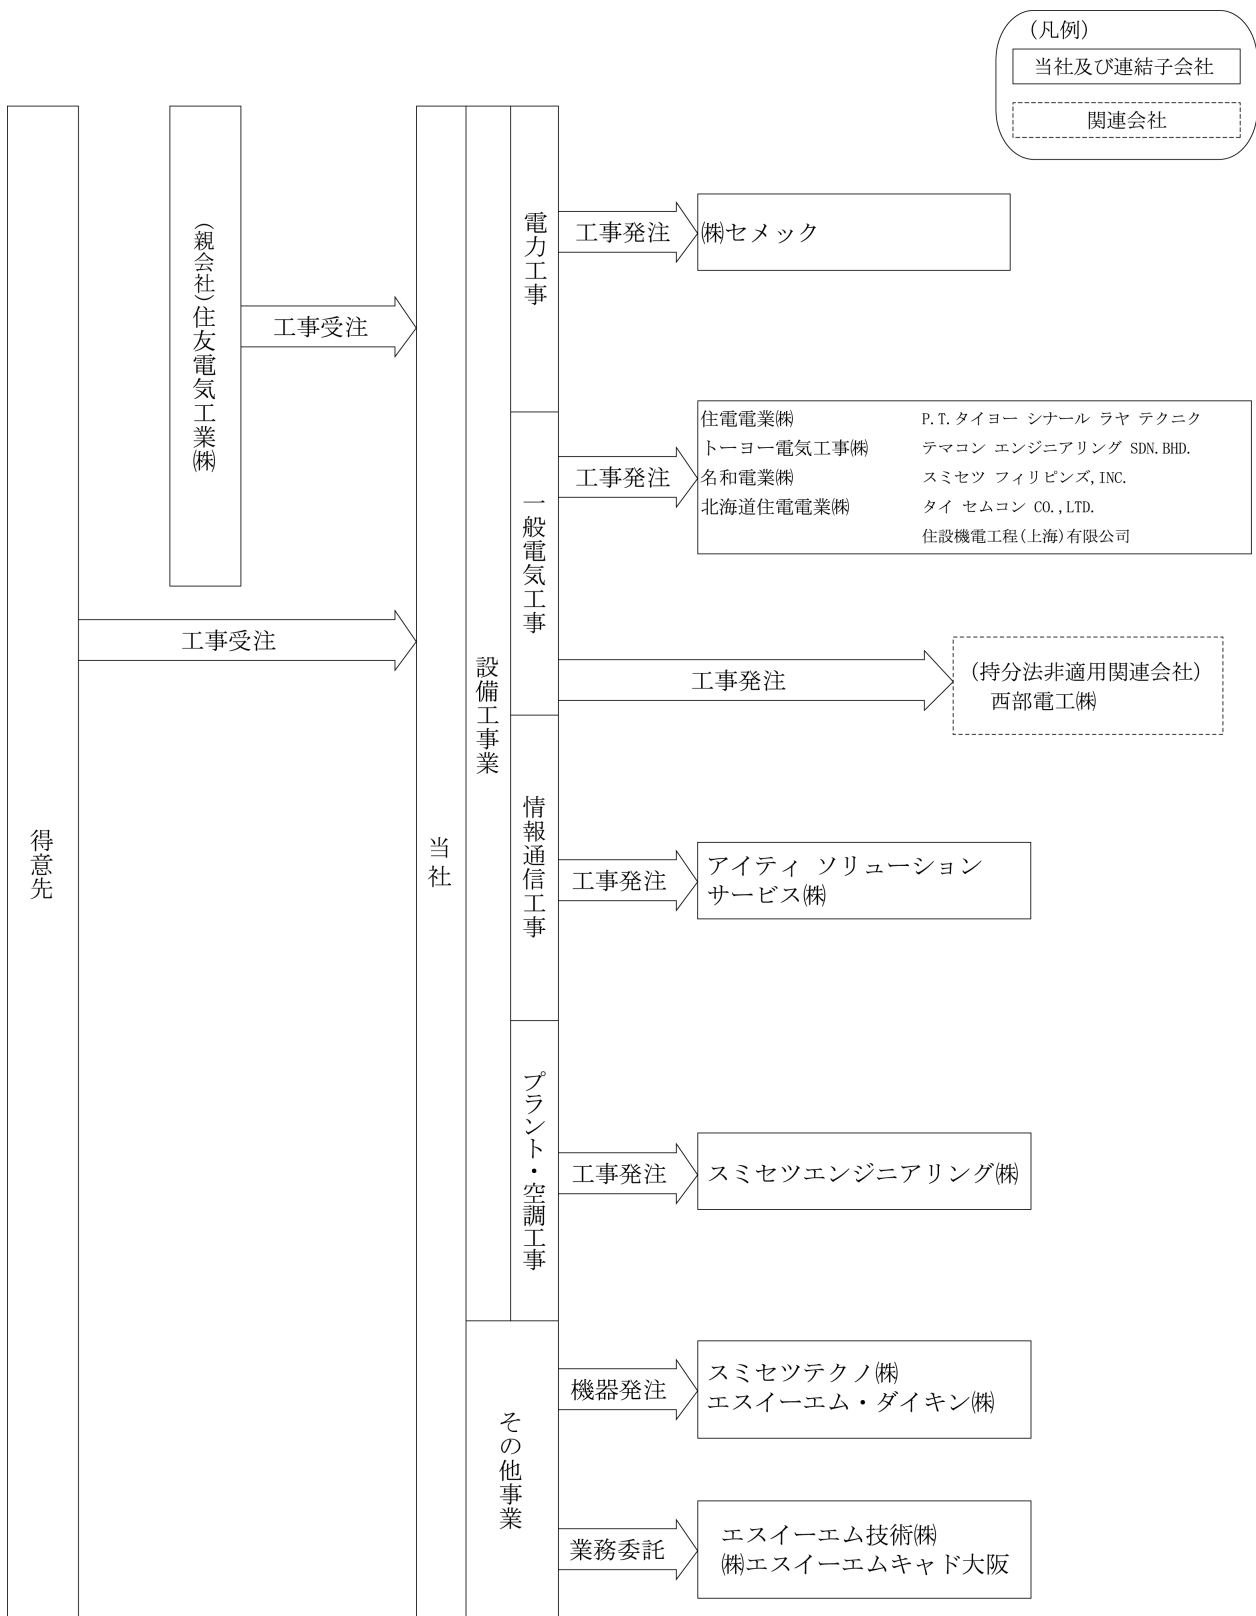 (凡例)
当社及び連結子会社
関連会社
得意先
(親会社)住友電気工業㈱
工事受注
工事受注
当社
設備工事業
電力工事
工事発注
㈱セメック
一般電気工事
工事発注
住電電業㈱
トーヨー電気工事㈱
名和電業㈱
北海道住電電業㈱
P.T.タイヨー シナール ラヤ テクニク
テマコン エンジニアリング SDN.BHD.
スミセツ フィリピンズ,INC.
タイ セムコン CO.,LTD.
住設機電工程(上海)有限公司
工事発注
(持分法非適用関連会社)
西部電工㈱
情報通信工事
工事発注
アイティ ソリューション
サービス㈱
プラント・空調工事
工事発注
スミセツエンジニアリング㈱
その他事業
機器発注
スミセツテクノ㈱
エスイーエム・ダイキン㈱
業務委託
エスイーエム技術㈱
㈱エスイーエムキャド大阪